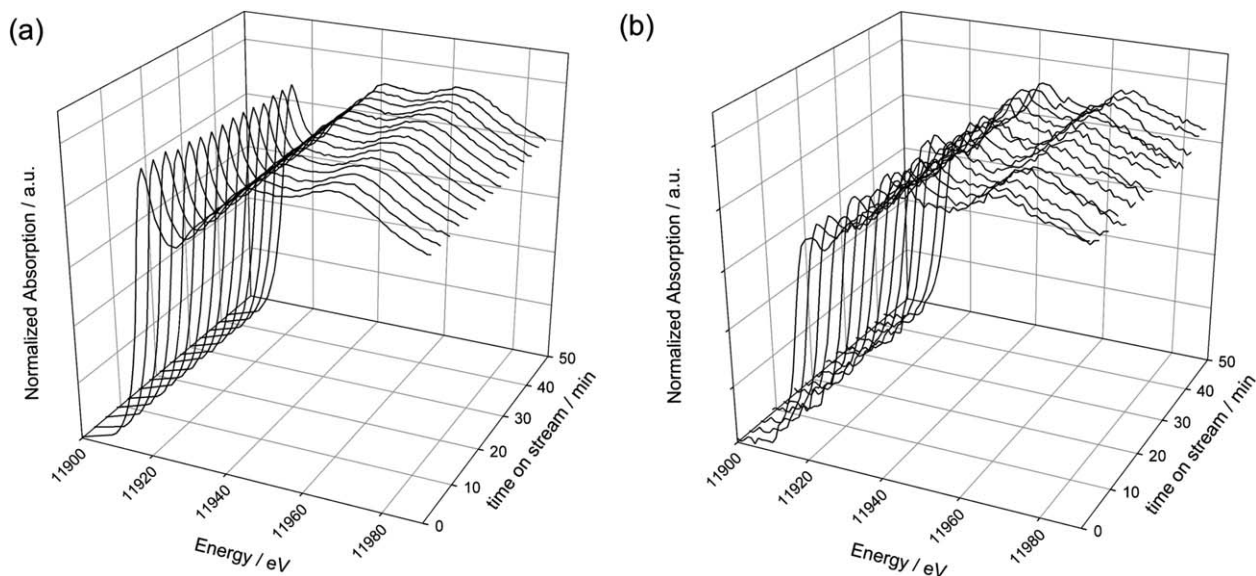 (a)
Normalized Absorption / a.u.
11900
11920
11940
11960
11980
Energy / eV
0
10
20
30
40
50
time on stream / min
(b)
Normalized Absorption / a.u.
11900
11920
11940
11960
11980
Energy / eV
0
10
20
30
40
50
time on stream / min